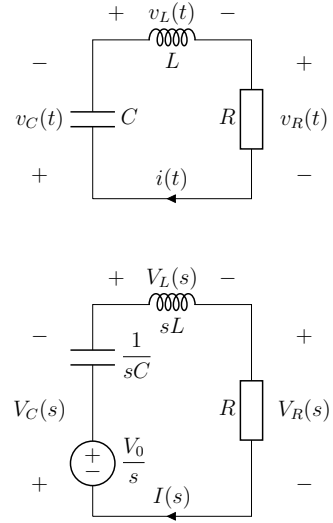 + v_L(t) −
− L +
v_C(t) C R v_R(t)
+ i(t) −
+ V_L(s) −
− sL +
1/sC
V_C(s) R V_R(s)
+ − V_0/s
+ I(s) −